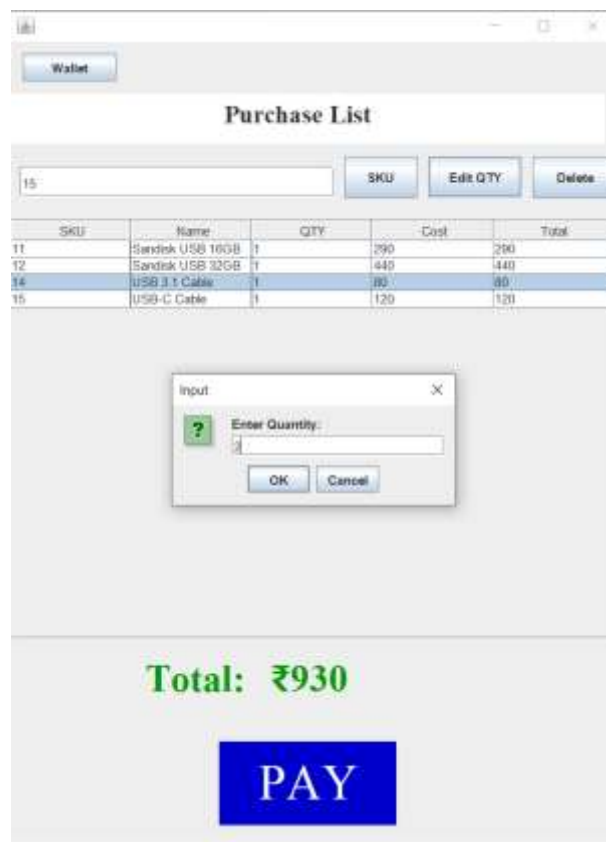 Wallet
Purchase List
15 SKU Edit QTY Delete
SKU Name QTY Cost Total
11 Sandisk USB 16GB 1 290 290
12 Sandisk USB 32GB 1 440 440
14 USB 3.1 Cable 1 80 80
15 USB-C Cable 1 120 120
Input
? Enter Quantity:
OK Cancel
Total: ₹930
PAY